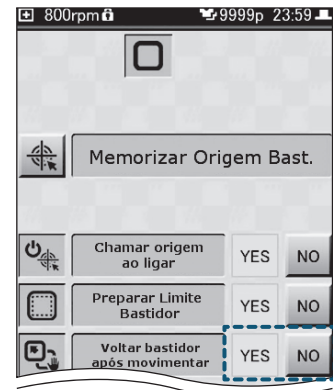 800rpm 9999p 23:59
Memorizar Origem Bast.
Chamar origem
ao ligar
YES NO
Preparar Limite
Bastidor
YES NO
Voltar bastidor
após movimentar
YES NO